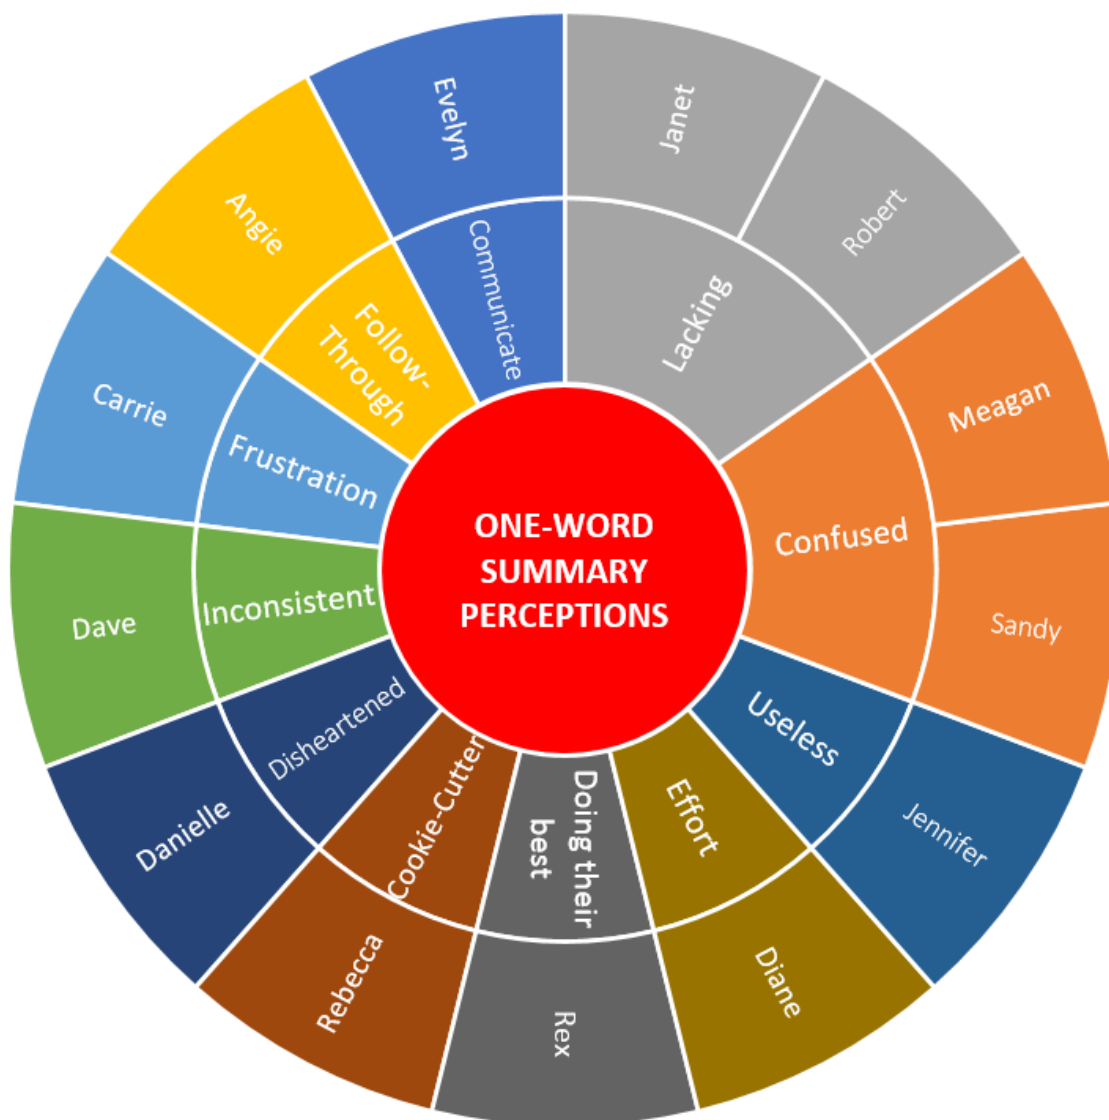 ONE-WORD
SUMMARY
PERCEPTIONS
Lacking
Janet
Robert
Confused
Meagan
Sandy
Useless
Jennifer
Effort
Diane
Doing their
best
Rex
Cookie-Cutter
Rebecca
Disheartened
Danielle
Inconsistent
Dave
Frustration
Carrie
Follow-
Through
Angie
Communicate
Evelyn